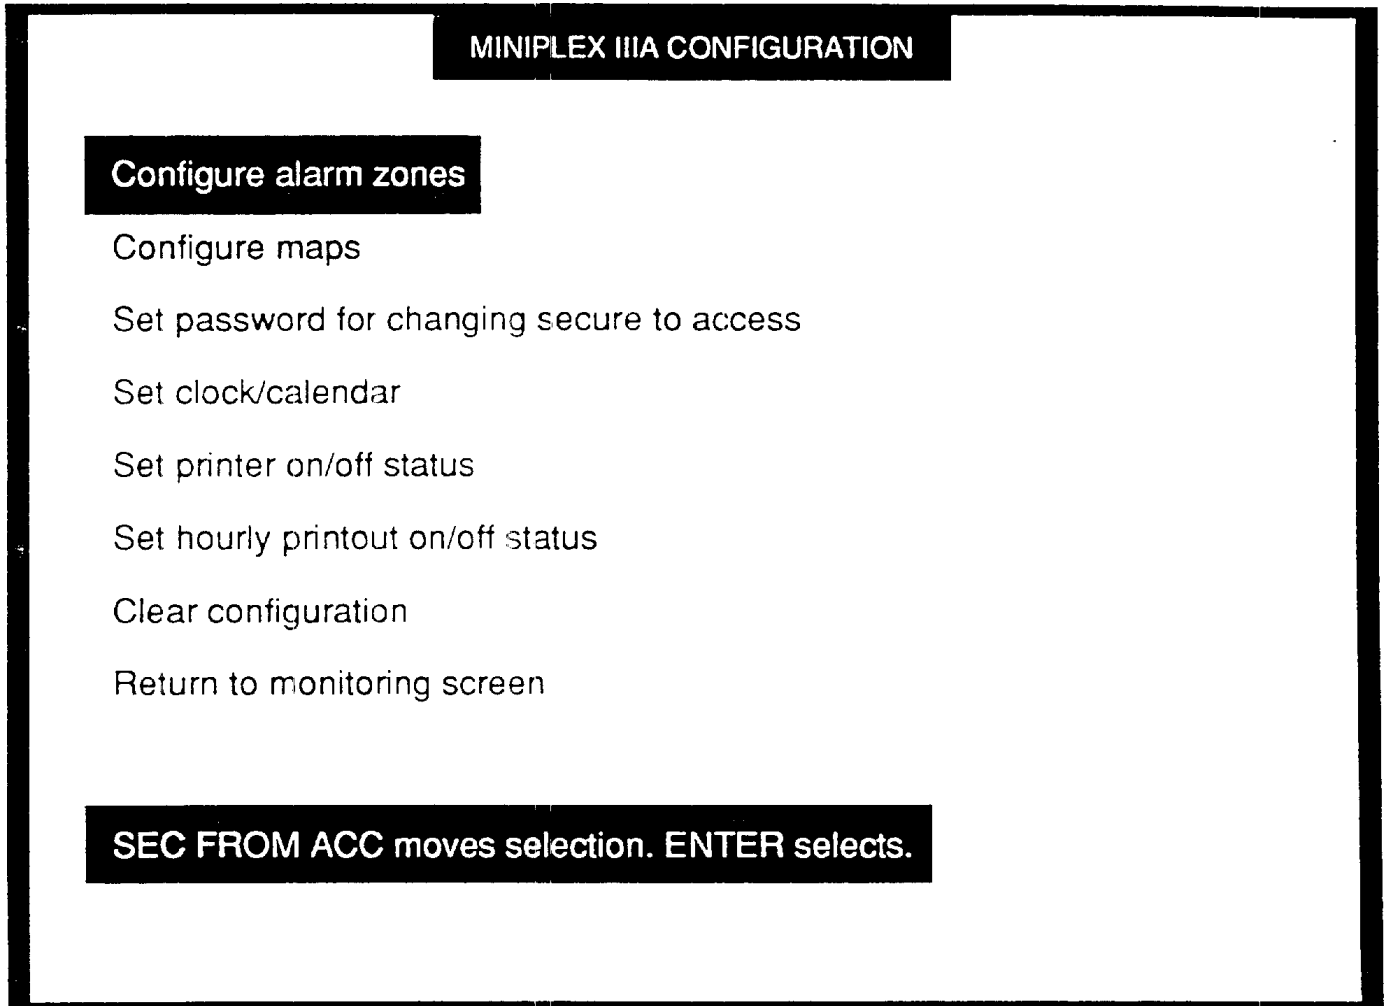 MINIPLEX IIIA CONFIGURATION
Configure alarm zones
Configure maps
Set password for changing secure to access
Set clock/calendar
Set printer on/off status
Set hourly printout on/off status
Clear configuration
Return to monitoring screen
SEC FROM ACC moves selection. ENTER selects.